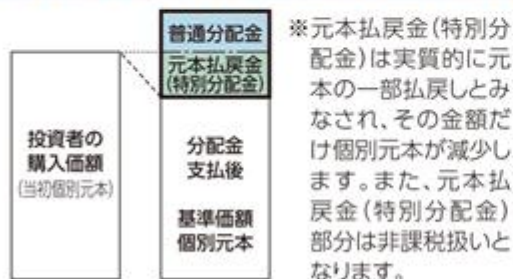 普通分配金
元本払戻金
(特別分配金)
投資者の
購入価額
(当初個別元本)
分配金
支払後
基準価額
個別元本
※元本払戻金(特別分
配金)は実質的に元
本の一部払戻しとみ
なされ、その金額だ
け個別元本が減少し
ます。また、元本払
戻金(特別分配金)
部分は非課税扱いと
なります。